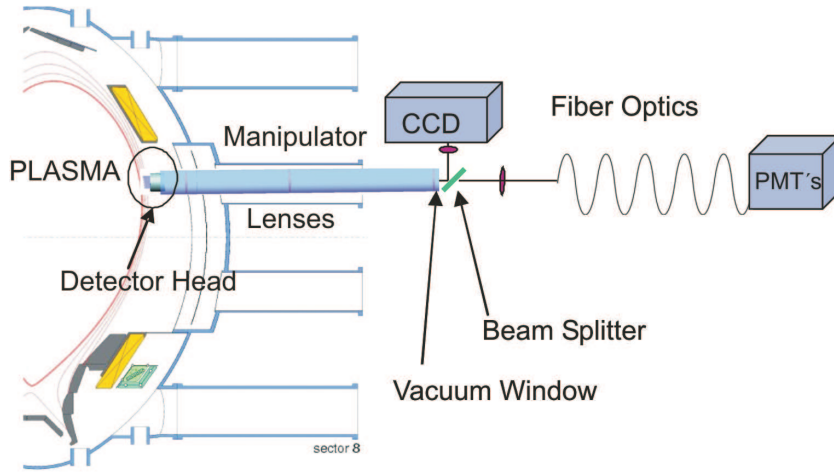 Fiber Optics
CCD
Manipulator
PLASMA
PMT´s
Lenses
Detector Head
Beam Splitter
Vacuum Window
sector 8